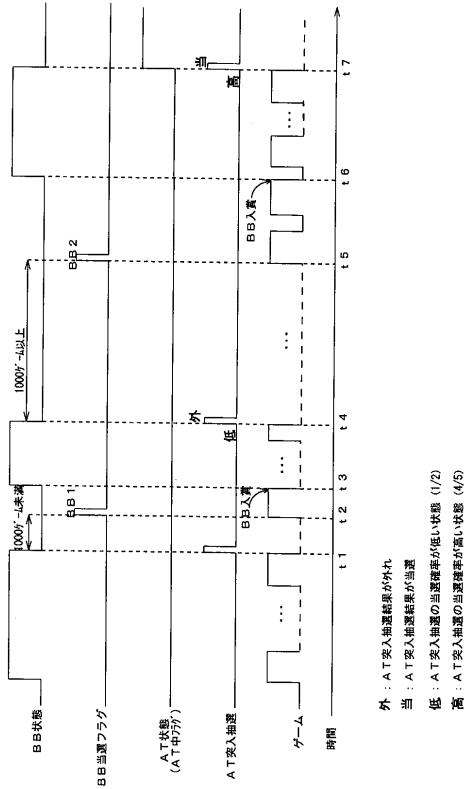 BB状態
BB当選フラグ
AT状態
(AT中フラグ)
AT突入抽選
ゲーム
時間
1000ゲーム未満
1000ゲーム以上
BB1
BB2
低
外
高
当
BB入賞
BB入賞
・・・
・・・
・・・
・・・
t1
t2
t3
t4
t5
t6
t7
外：AT突入抽選結果が外れ
当：AT突入抽選結果が当選
低：AT突入抽選の当選確率が低い状態 (1/2)
高：AT突入抽選の当選確率が高い状態 (4/5)